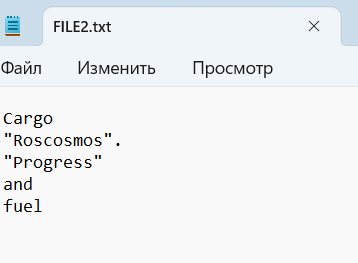 FILE2.txt
Файл Изменить Просмотр
Cargo
"Roscosmos".
"Progress"
and
fuel